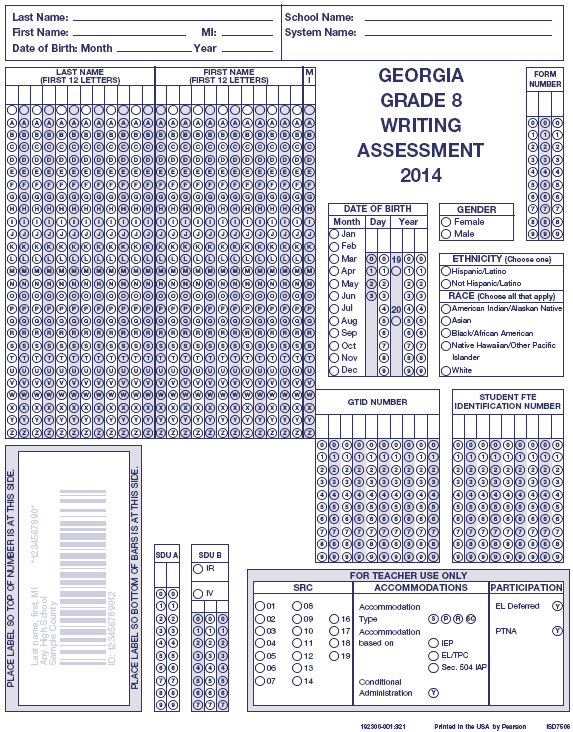 Last Name:
School Name:
First Name:
MI:
System Name:
Date of Birth: Month
Year
LAST NAME
(FIRST 12 LETTERS)
FIRST NAME
(FIRST 12 LETTERS)
M
I
GEORGIA
GRADE 8
WRITING
ASSESSMENT
2014
FORM
NUMBER
DATE OF BIRTH
Month Day Year
Jan
Feb
Mar
Apr
May
Jun
Jul
Aug
Sep
Oct
Nov
Dec
19
20
GENDER
Female
Male
ETHNICITY (Choose one)
Hispanic/Latino
Not Hispanic/Latino
RACE (Choose all that apply)
American Indian/Alaskan Native
Asian
Black/African American
Native Hawaiian/Other Pacific
Islander
White
GTID NUMBER
STUDENT FTE
IDENTIFICATION NUMBER
PLACE LABEL SO TOP OF NUMBER IS AT THIS SIDE.
*1234567890*
Last name, first, MI
Any High School
Sample County
ID: 123456789012
PLACE LABEL SO BOTTOM OF BARS IS AT THIS SIDE.
SDU A
SDU B
IR
IV
FOR TEACHER USE ONLY
SRC
01 08
02 09 16
03 10 17
04 11 18
05 12 19
06 13
07 14
ACCOMMODATIONS
Accommodation
Type S P R SC
Accommodation
based on
IEP
EL/TPC
Sec. 504 IAP
Conditional
Administration Y
PARTICIPATION
EL Deferred Y
PTNA Y
192300-001:321
Printed in the USA by Pearson
ISD7506